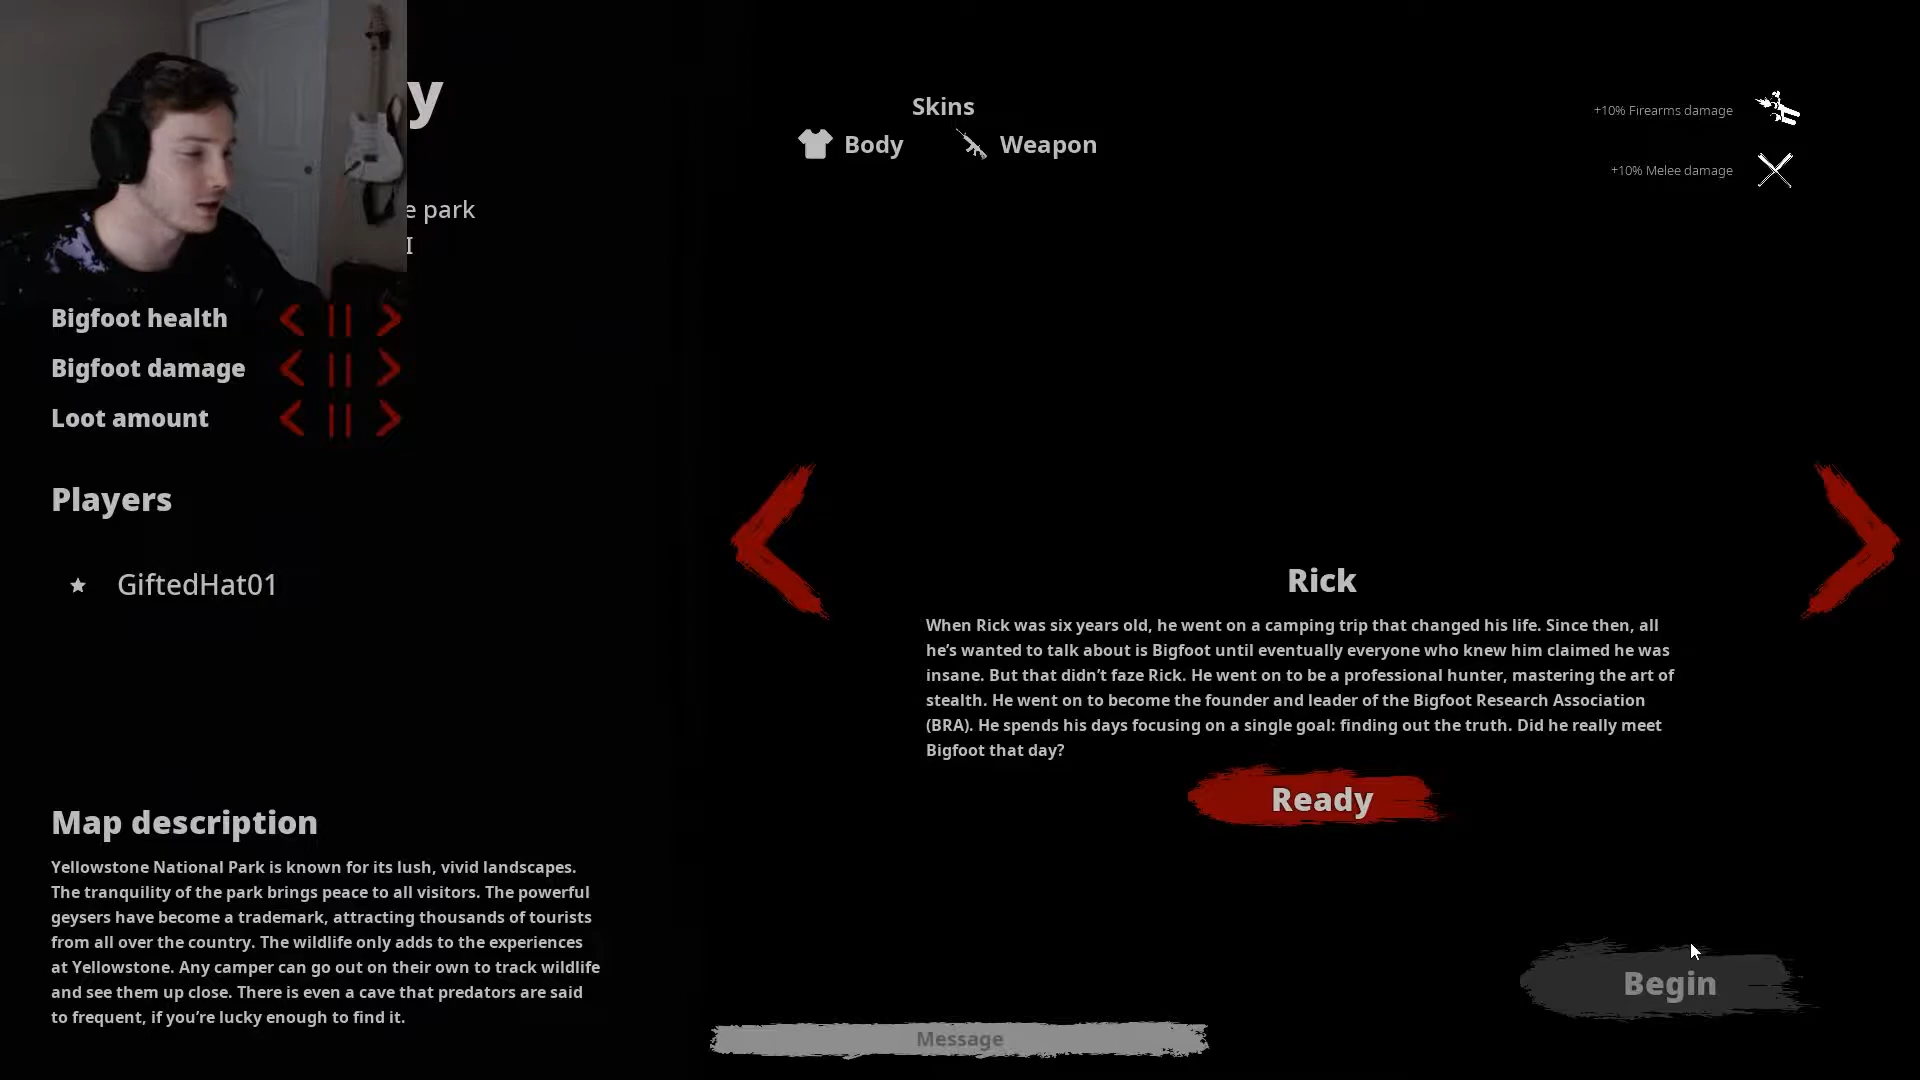 y
e park
I
Bigfoot health
Bigfoot damage
Loot amount
Players
GiftedHat01
Map description
Yellowstone National Park is known for its lush, vivid landscapes.
The tranquility of the park brings peace to all visitors. The powerful
geysers have become a trademark, attracting thousands of tourists
from all over the country. The wildlife only adds to the experiences
at Yellowstone. Any camper can go out on their own to track wildlife
and see them up close. There is even a cave that predators are said
to frequent, if you’re lucky enough to find it.
Skins
Body
Weapon
+10% Firearms damage
+10% Melee damage
Rick
When Rick was six years old, he went on a camping trip that changed his life. Since then, all
he’s wanted to talk about is Bigfoot until eventually everyone who knew him claimed he was
insane. But that didn’t faze Rick. He went on to be a professional hunter, mastering the art of
stealth. He went on to become the founder and leader of the Bigfoot Research Association
(BRA). He spends his days focusing on a single goal: finding out the truth. Did he really meet
Bigfoot that day?
Ready
Begin
Message